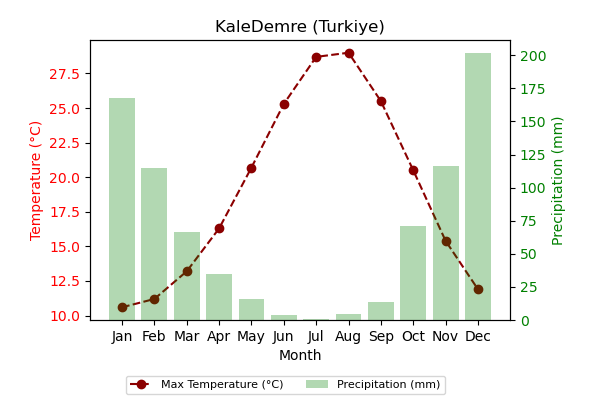 KaleDemre (Turkiye)
Temperature (°C)
27.5
25.0
22.5
20.0
17.5
15.0
12.5
10.0
200
175
150
125
100
75
50
25
0
Precipitation (mm)
Jan Feb Mar Apr May Jun Jul Aug Sep Oct Nov Dec
Month
Max Temperature (°C) Precipitation (mm)